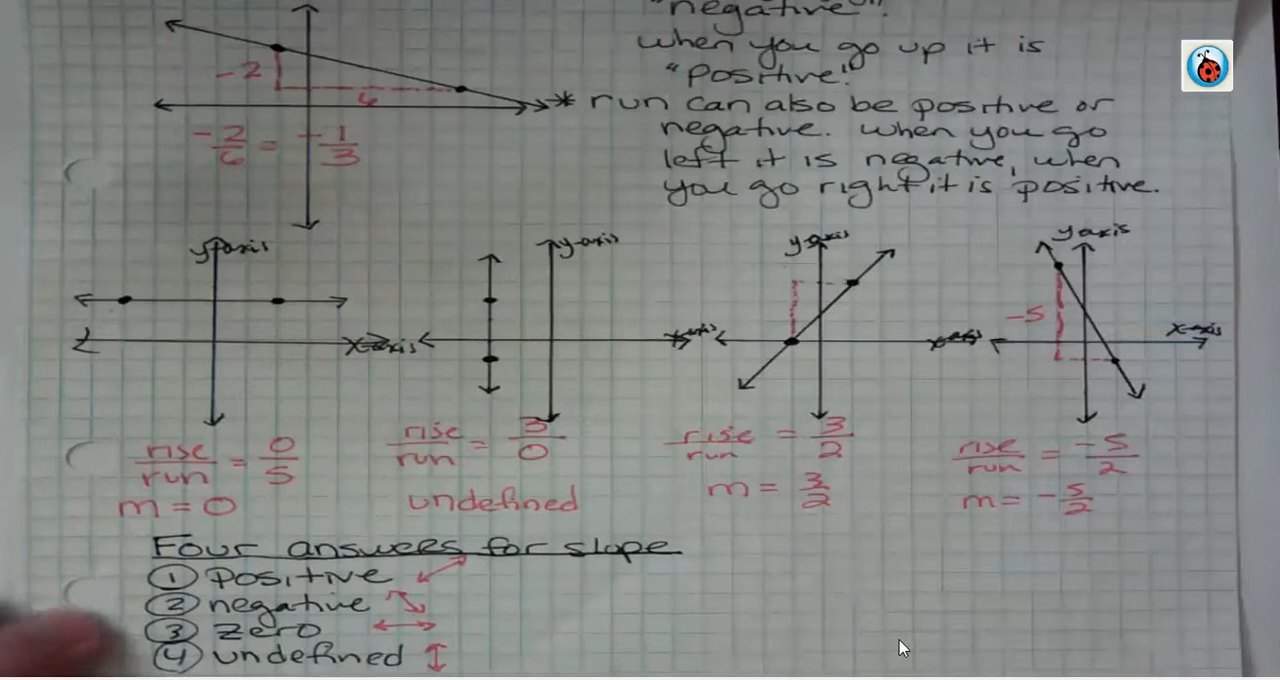 "negative".
when you go up it is
"positive".
-2
6
* run can also be positive or
negative. when you go
left it is negative, when
you go right it is positive.
-2/6 = -1/3
y-axis
x-axis
y-axis
x-axis
y-axis
x-axis
y axis
x-axis
-5
rise/run = 0/5
m = 0
rise/run = 3/0
undefined
rise/run = 3/2
m = 3/2
rise/run = -5/2
m = -5/2
Four answers for slope
① Positive
② negative
③ Zero
④ undefined